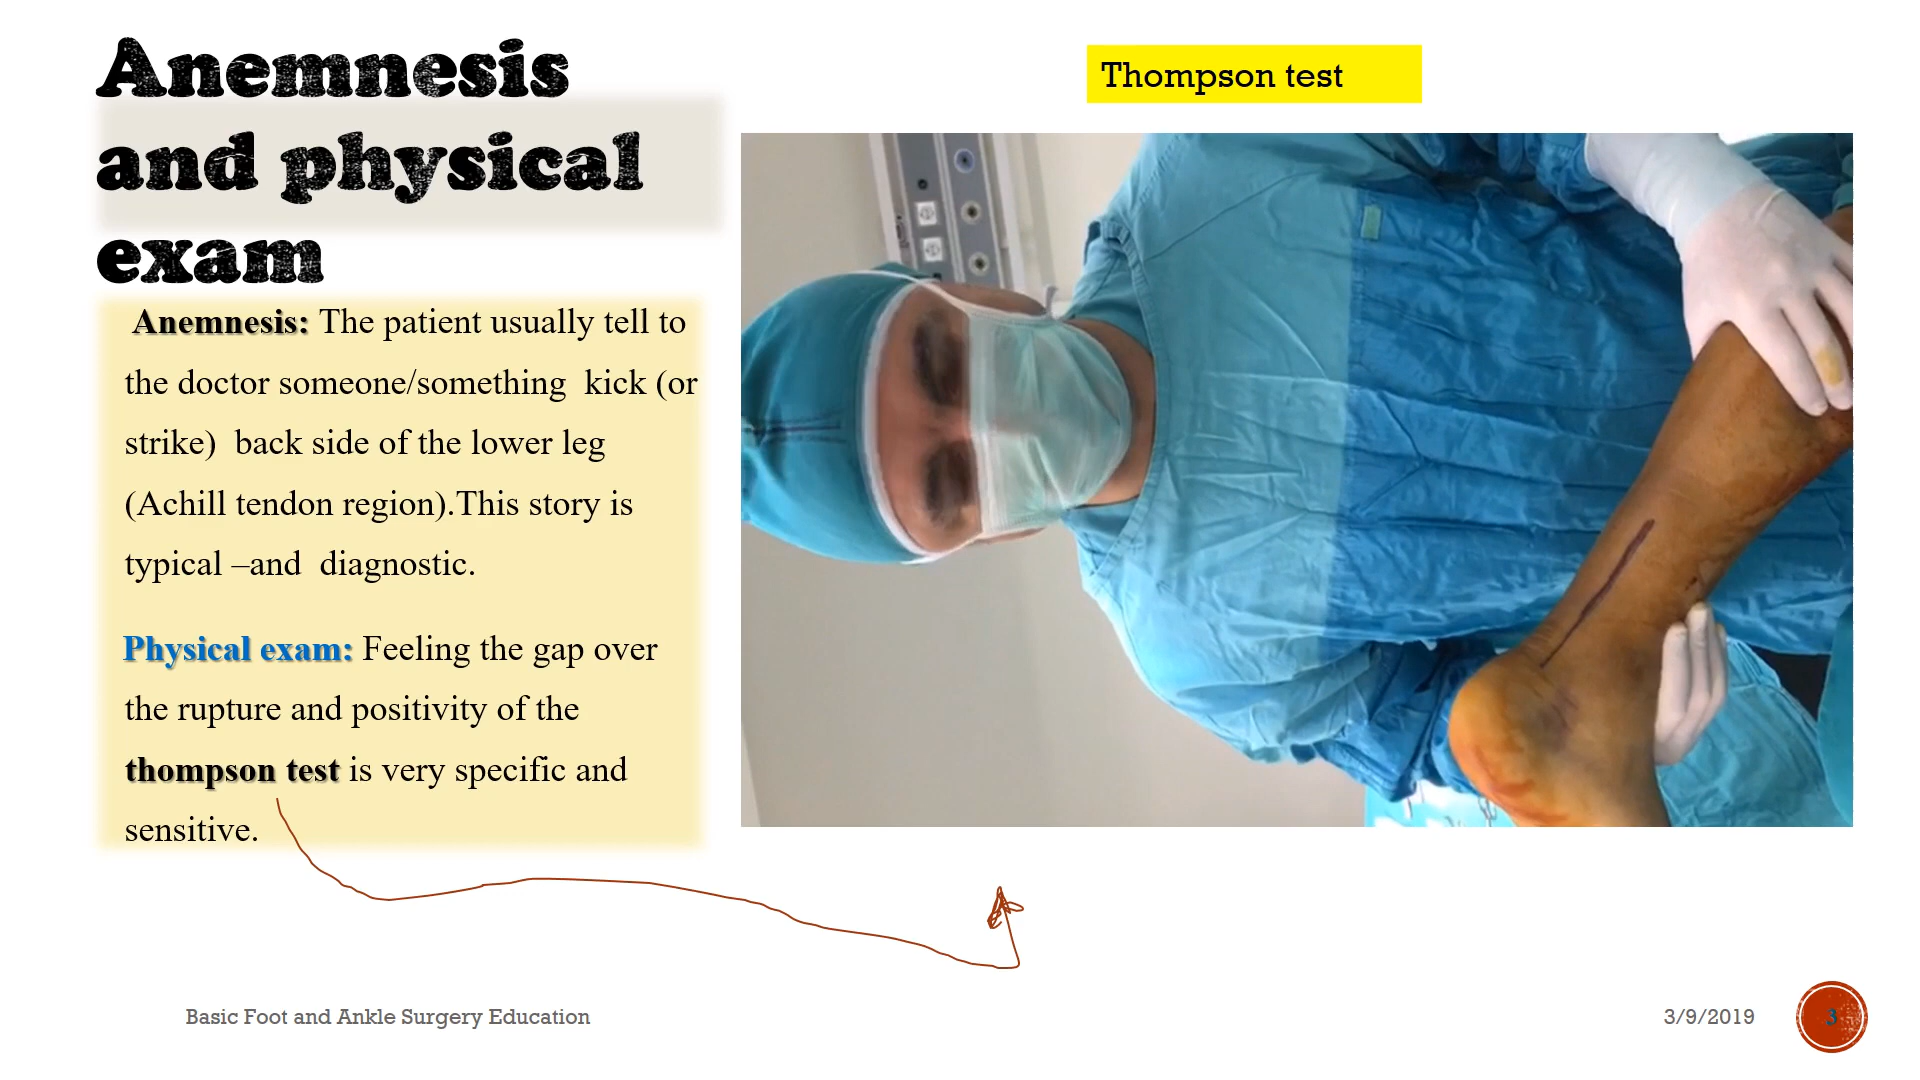 Anemnesis
and physical
exam
Thompson test
Anemnesis: The patient usually tell to
the doctor someone/something kick (or
strike) back side of the lower leg
(Achill tendon region).This story is
typical –and diagnostic.
Physical exam: Feeling the gap over
the rupture and positivity of the
thompson test is very specific and
sensitive.
Basic Foot and Ankle Surgery Education
3/9/2019
3